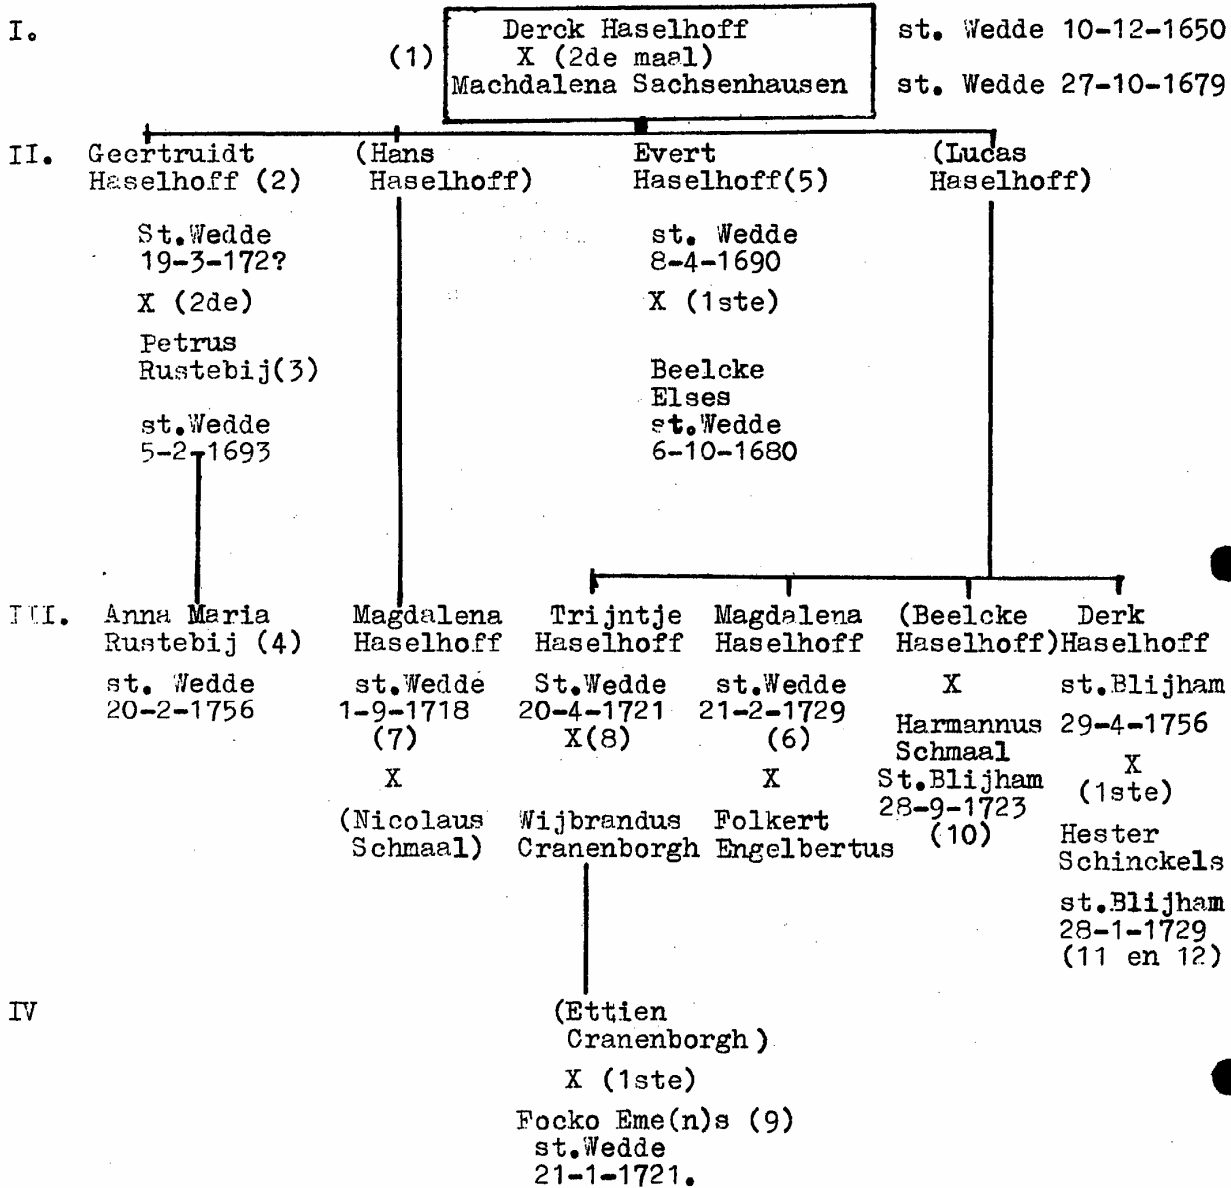 I.
Derck Haselhoff
(1)
X (2de maal)
Machdalena Sachsenhausen
st. Wedde 10-12-1650
st. Wedde 27-10-1679
II.
Geertruidt
Haselhoff (2)
St.Wedde
19-3-172?
X (2de)
Petrus
Rustebij(3)
st.Wedde
5-2-1693
(Hans
Haselhoff)
Evert
Haselhoff(5)
st. Wedde
8-4-1690
X (1ste)
Beelcke
Elses
st.Wedde
6-10-1680
(Lucas
Haselhoff)
III.
Anna Maria
Rustebij (4)
st. Wedde
20-2-1756
Magdalena
Haselhoff
st.Wedde
1-9-1718
(7)
X
(Nicolaus
Schmaal)
Trijntje
Haselhoff
St.Wedde
20-4-1721
X(8)
Wijbrandus
Cranenborgh
Magdalena
Haselhoff
st.Wedde
21-2-1729
(6)
X
Folkert
Engelbertus
(Beelcke
Haselhoff)
X
Harmannus
Schmaal
St.Blijham
28-9-1723
(10)
Derk
Haselhoff
st.Blijham
29-4-1756
X
(1ste)
Hester
Schinckels
st.Blijham
28-1-1729
(11 en 12)
IV
(Ettien
Cranenborgh)
X (1ste)
Focko Eme(n)s (9)
st.Wedde
21-1-1721.